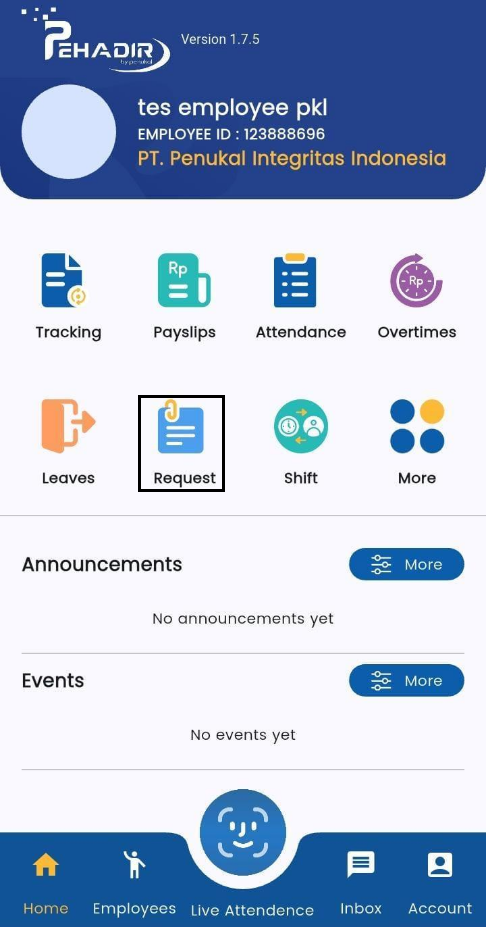 PEHADIR
by penukal
Version 1.7.5
tes employee pkl
EMPLOYEE ID : 123888696
PT. Penukal Integritas Indonesia
Rp
Rp
Tracking Payslips Attendance Overtimes
Leaves Request Shift More
Announcements More
No announcements yet
Events More
No events yet
Home Employees Live Attendence Inbox Account